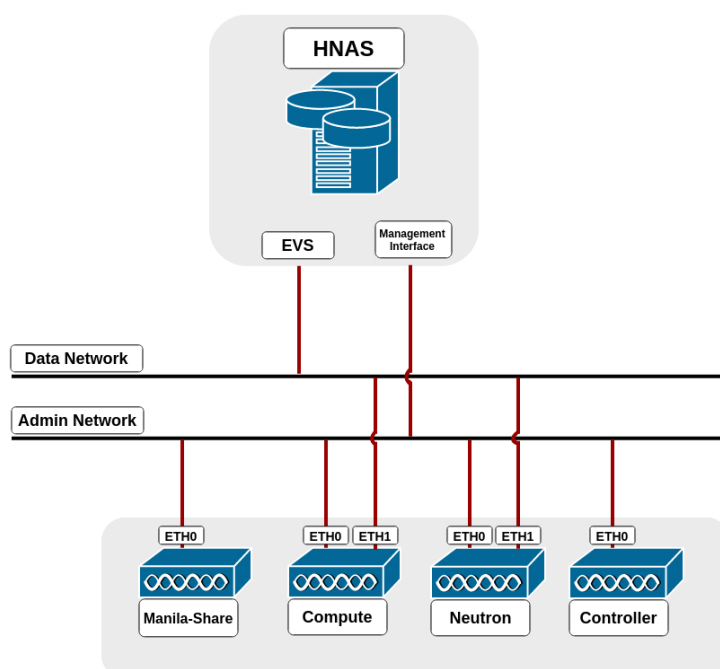 HNAS
EVS
Management
Interface
Data Network
Admin Network
ETH0
ETH0
ETH1
ETH0
ETH1
ETH0
Manila-Share
Compute
Neutron
Controller